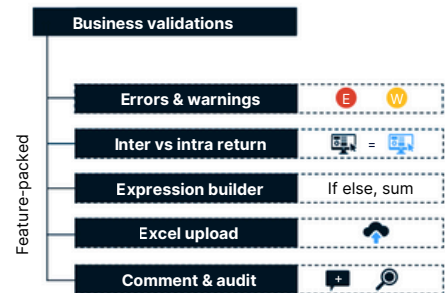 Business validations
Feature-packed
Errors & warnings E W
Inter vs intra return =
Expression builder If else, sum
Excel upload
Comment & audit +